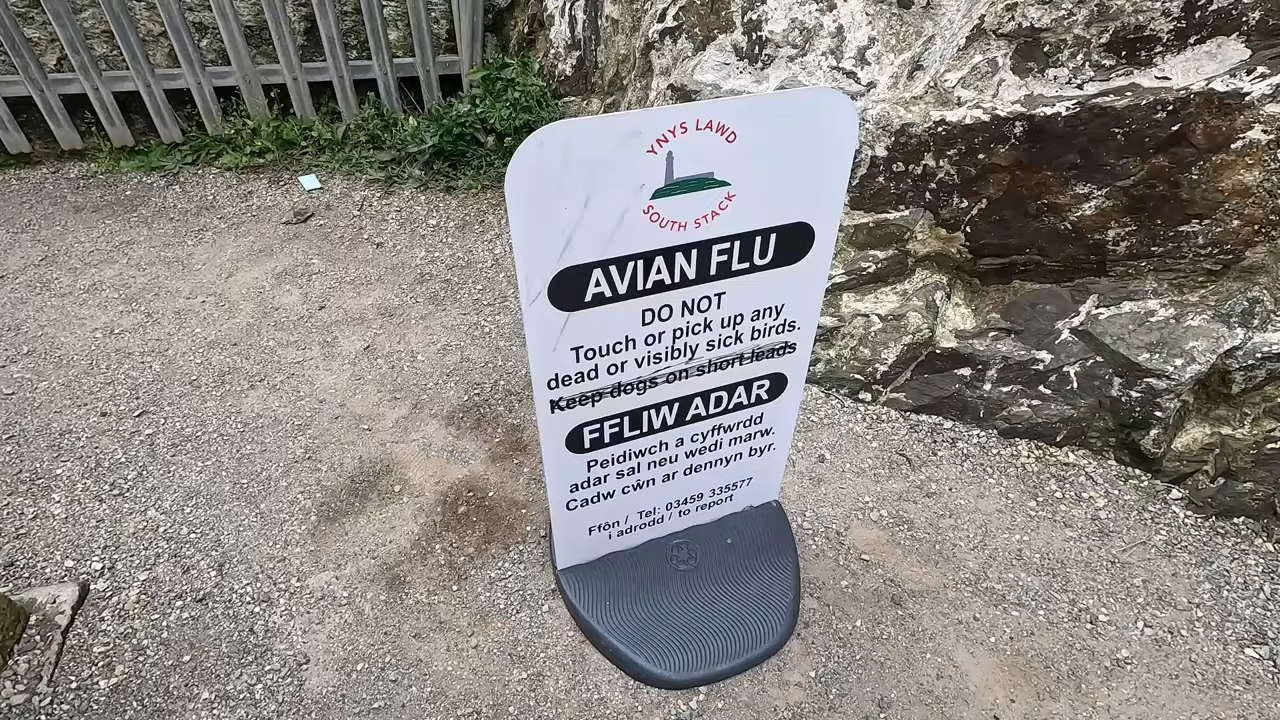 YNYS LAWD
SOUTH STACK
AVIAN FLU
DO NOT
Touch or pick up any
dead or visibly sick birds.
Keep dogs on short leads
FFLIW ADAR
Peidiwch a cyffwrdd
adar sal neu wedi marw.
Cadw cŵn ar dennyn byr.
Ffôn / Tel: 03459 335577
i adrodd / to report